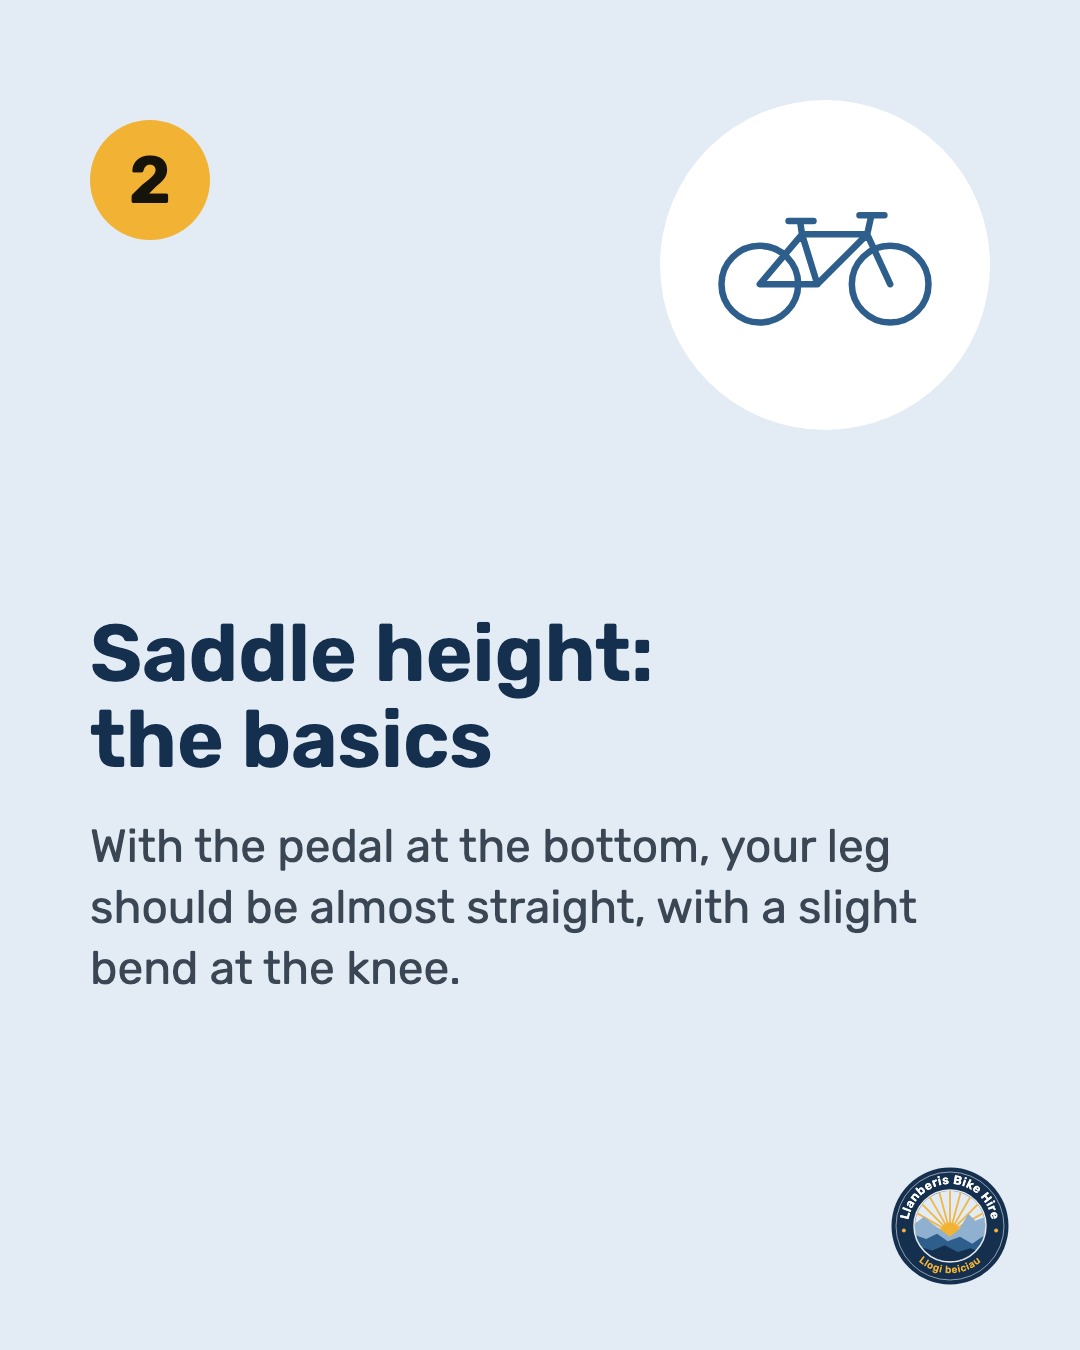 2
Saddle height:
the basics
With the pedal at the bottom, your leg
should be almost straight, with a slight
bend at the knee.
Llanberis Bike Hire
Llogi beiciau